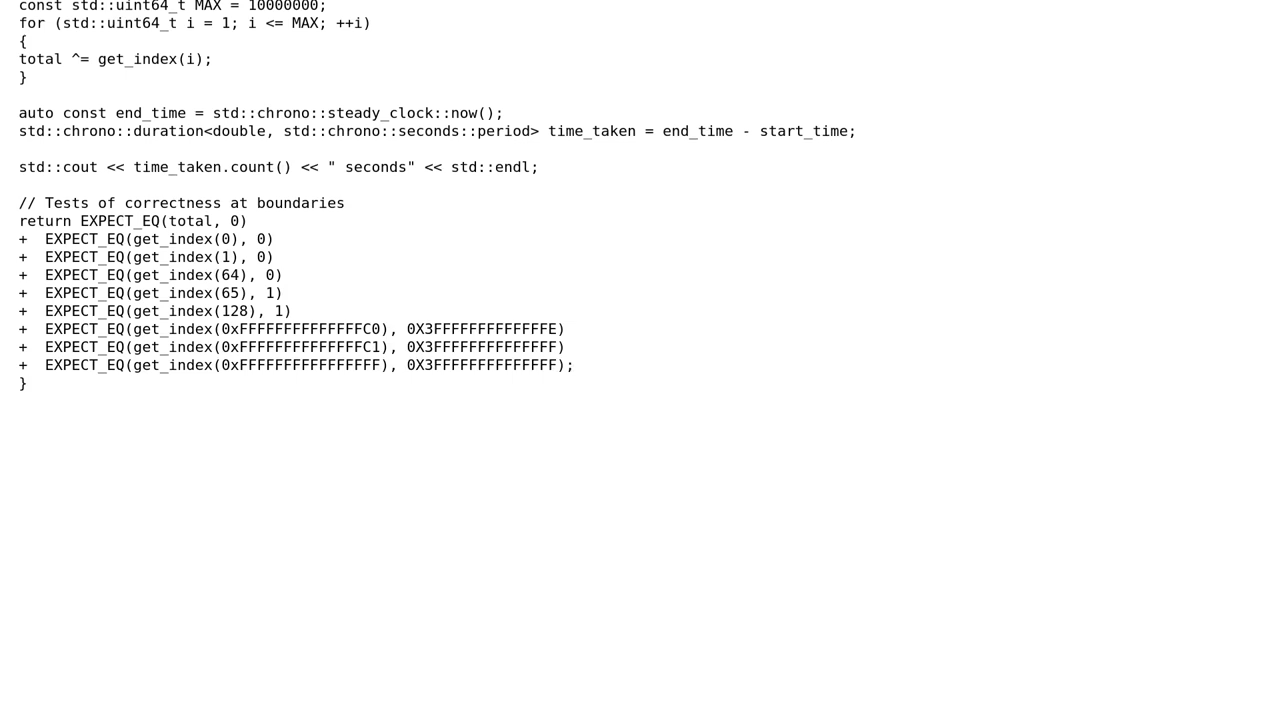 const std::uint64_t MAX = 10000000;
for (std::uint64_t i = 1; i <= MAX; ++i)
{
total ^= get_index(i);
}
auto const end_time = std::chrono::steady_clock::now();
std::chrono::duration<double, std::chrono::seconds::period> time_taken = end_time - start_time;
std::cout << time_taken.count() << " seconds" << std::endl;
// Tests of correctness at boundaries
return EXPECT_EQ(total, 0)
+  EXPECT_EQ(get_index(0), 0)
+  EXPECT_EQ(get_index(1), 0)
+  EXPECT_EQ(get_index(64), 0)
+  EXPECT_EQ(get_index(65), 1)
+  EXPECT_EQ(get_index(128), 1)
+  EXPECT_EQ(get_index(0xFFFFFFFFFFFFFFC0), 0X3FFFFFFFFFFFFFE)
+  EXPECT_EQ(get_index(0xFFFFFFFFFFFFFFC1), 0X3FFFFFFFFFFFFFF)
+  EXPECT_EQ(get_index(0xFFFFFFFFFFFFFFFF), 0X3FFFFFFFFFFFFFF);
}